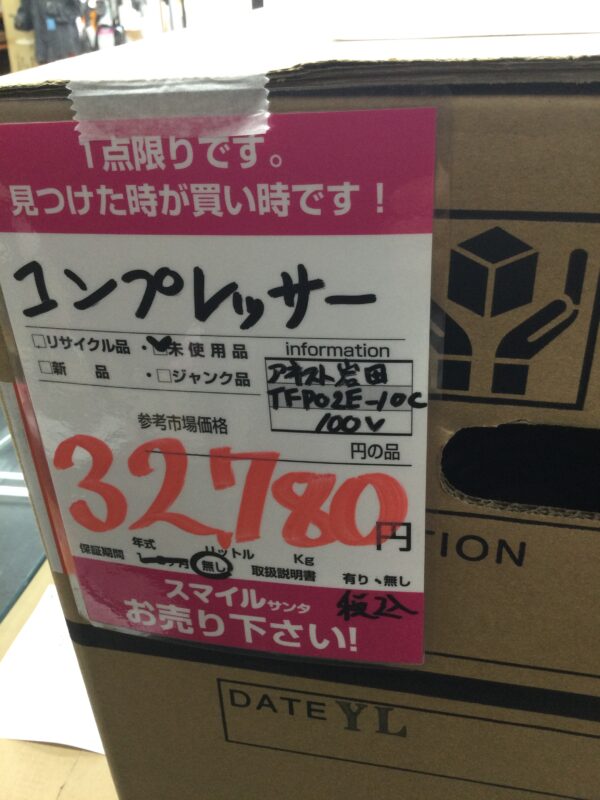 1点限りです。
見つけた時が買い時です！
コンプレッサー
□リサイクル品・☑未使用品
□新品・□ジャンク品
information
アネスト岩田
TFP02E-10C
100V
参考市場価格
円の品
32,780円
年式 リットル Kg
保証期間 無し 取扱説明書 有り・無し
スマイルサンタ 税込
お売り下さい!
TION
DATE YL